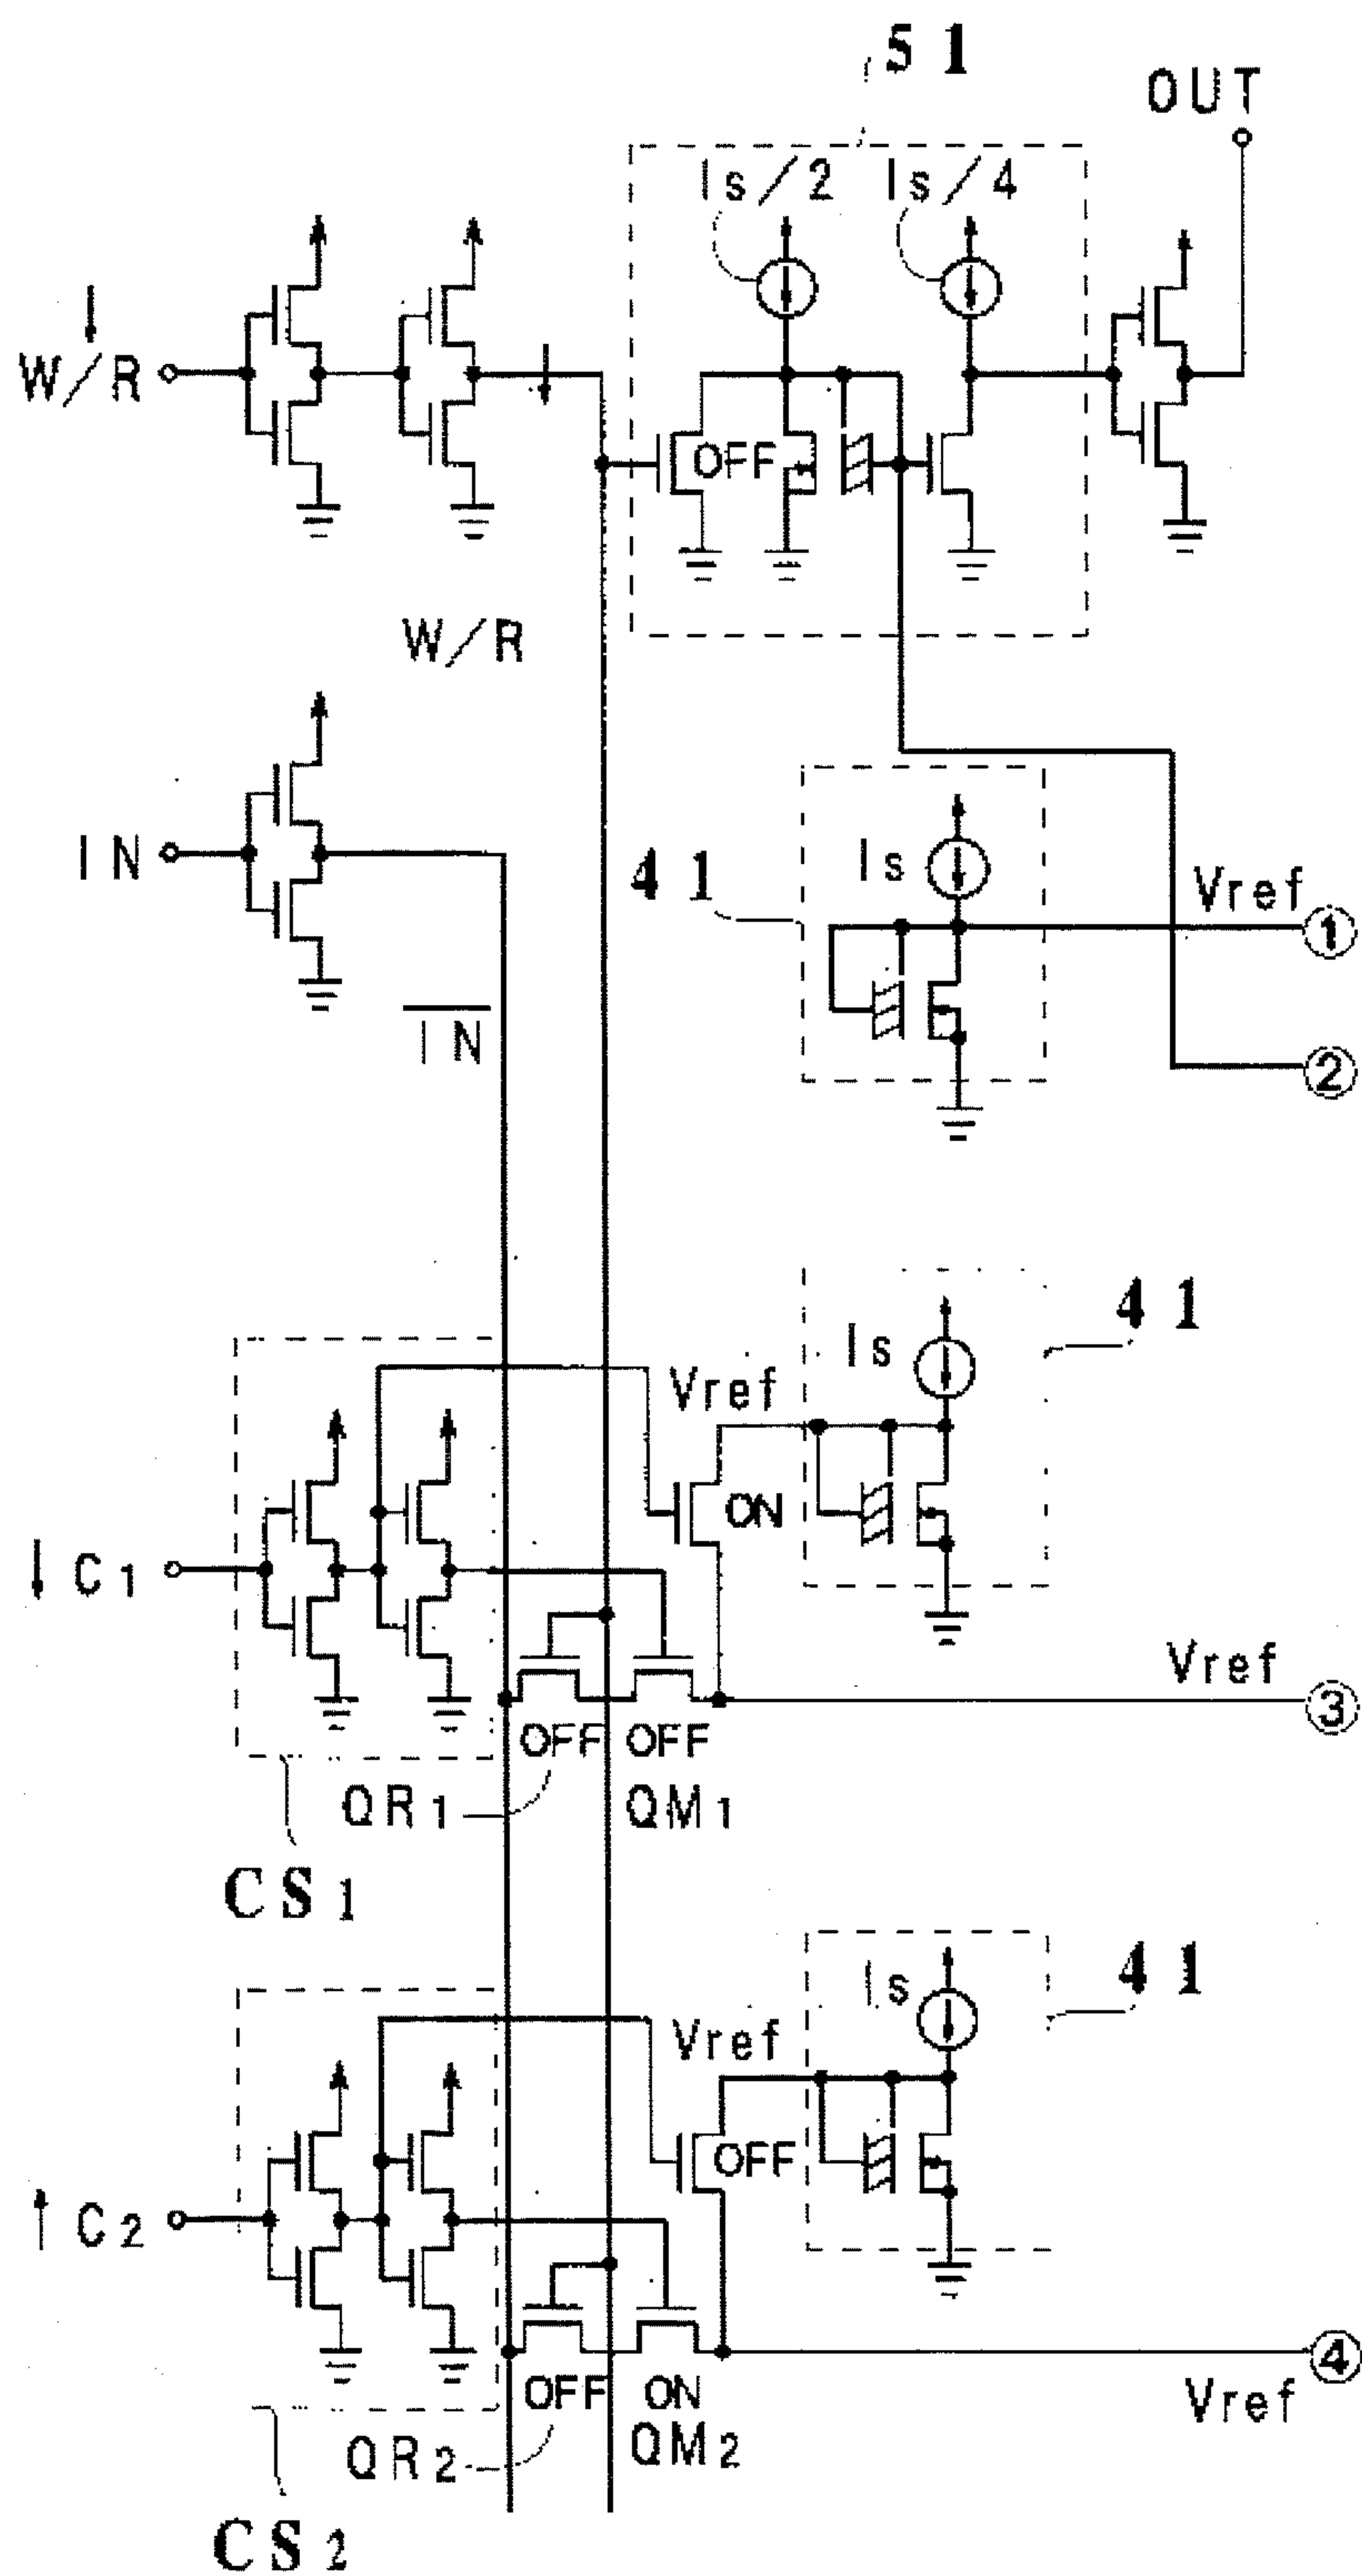 51
OUT
Is/2 Is/4
↓
W/R
↓
OFF
W/R
IN
41
Is
Vref
①
I̅N̅
②
41
Is
Vref
ON
↓ C1
Vref
③
OFF OFF
QR1 QM1
CS1
41
Is
Vref
OFF
↑ C2
④
OFF ON
Vref
QR2 QM2
CS2